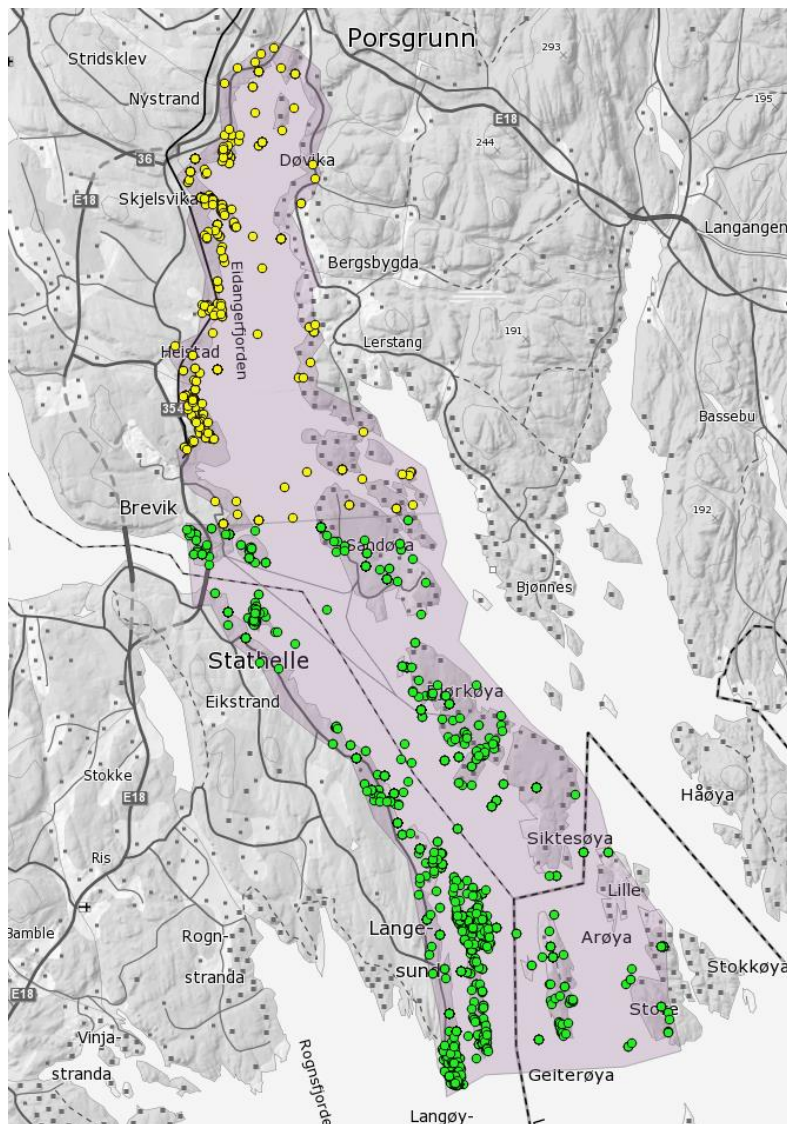 Porsgrunn
Stridsklev
293
Nystrand
195
E18
244
36
Døvika
E18
Skjelsvika
Langangen
Bergsbygda
Eidangerfjorden
191
Lerstang
Heistad
354
Bassebu
Brevik
192
Sandøya
Bjønnes
Stathelle
Bjørkøya
Eikstrand
Stokke
Håøya
E18
Siktesøya
Ris
Lille
Lange-
sund
Bamble
Rogn-
stranda
Arøya
Stokkøya
E18
Store
Vinja-
stranda
Rognsfjorden
Geiterøya
Langøy-